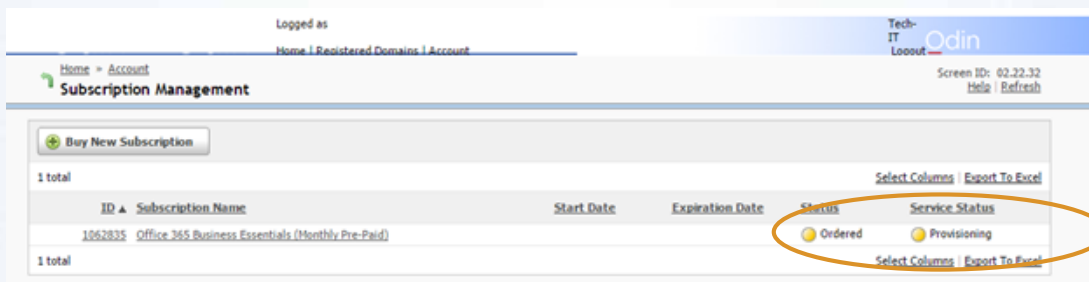 Logged as
Tech-
IT
Logout
Odin
Home | Registered Domains | Account
Home » Account
Subscription Management
Screen ID: 02.22.32
Help | Refresh
Buy New Subscription
1 total
Select Columns | Export To Excel
ID ▲ Subscription Name Start Date Expiration Date Status Service Status
1062835 Office 365 Business Essentials (Monthly Pre-Paid) Ordered Provisioning
1 total
Select Columns | Export To Excel